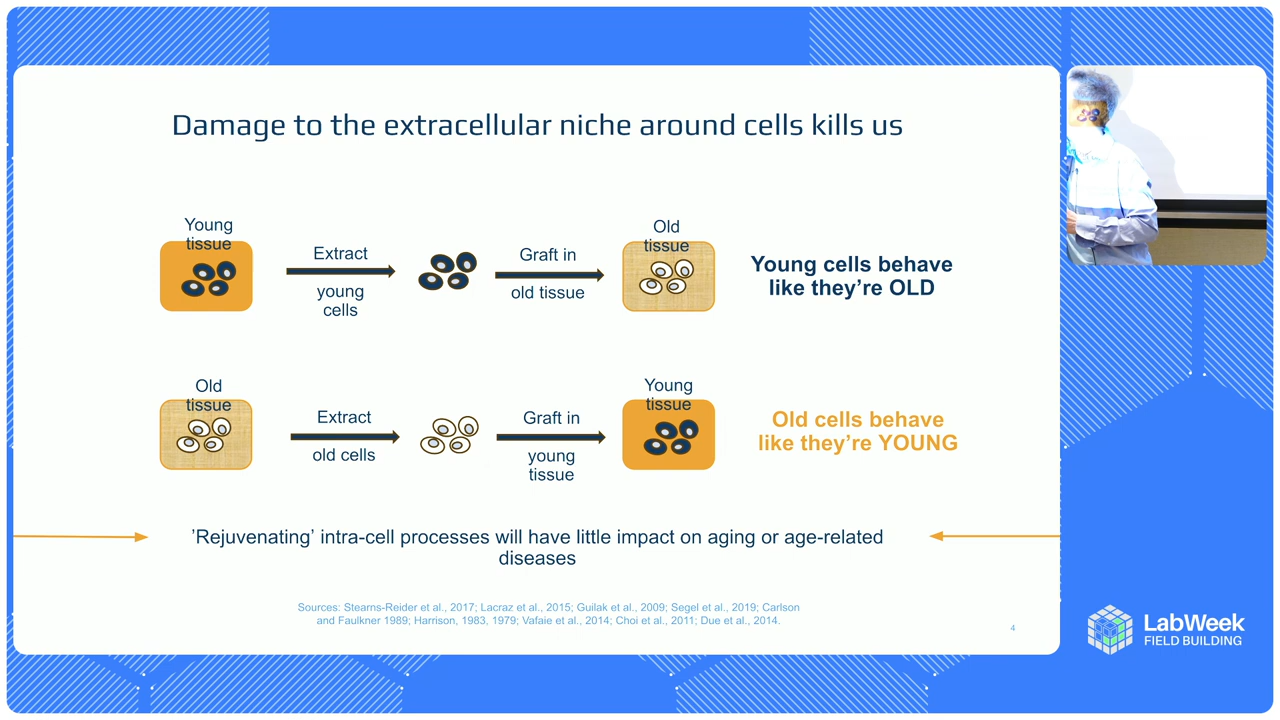 Damage to the extracellular niche around cells kills us
Young
tissue
Extract
young
cells
Graft in
old tissue
Old
tissue
Young cells behave
like they're OLD
Old
tissue
Extract
old cells
Graft in
young
tissue
Young
tissue
Old cells behave
like they're YOUNG
’Rejuvenating’ intra-cell processes will have little impact on aging or age-related
diseases
Sources: Stearns-Reider et al., 2017; Lacraz et al., 2015; Guilak et al., 2009; Segel et al., 2019; Carlson
and Faulkner 1989; Harrison, 1983, 1979; Vafaie et al., 2014; Choi et al., 2011; Due et al., 2014.
4
LabWeek
FIELD BUILDING